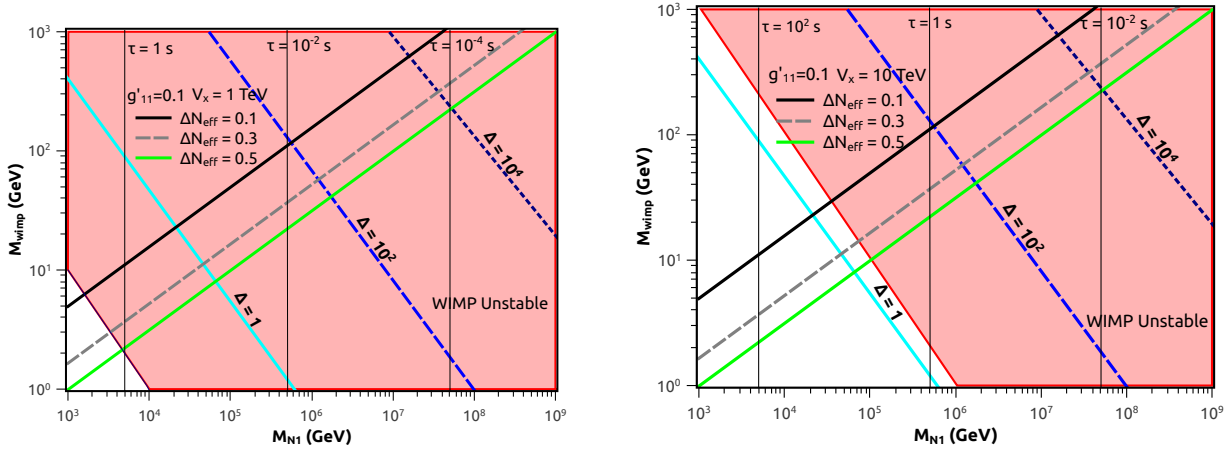 τ = 1 s
τ = 10⁻² s
τ = 10⁻⁴ s
g'₁₁=0.1 Vₓ = 1 TeV
ΔN_eff = 0.1
ΔN_eff = 0.3
ΔN_eff = 0.5
Δ = 10⁴
Δ = 10²
Δ = 1
WIMP Unstable
10³
10²
10¹
10⁰
M_wimp (GeV)
10³ 10⁴ 10⁵ 10⁶ 10⁷ 10⁸ 10⁹
M_N1 (GeV)
τ = 10² s
τ = 1 s
τ = 10⁻² s
g'₁₁=0.1 Vₓ = 10 TeV
ΔN_eff = 0.1
ΔN_eff = 0.3
ΔN_eff = 0.5
Δ = 10⁴
Δ = 10²
Δ = 1
WIMP Unstable
10³
10²
10¹
10⁰
M_wimp (GeV)
10³ 10⁴ 10⁵ 10⁶ 10⁷ 10⁸ 10⁹
M_N1 (GeV)